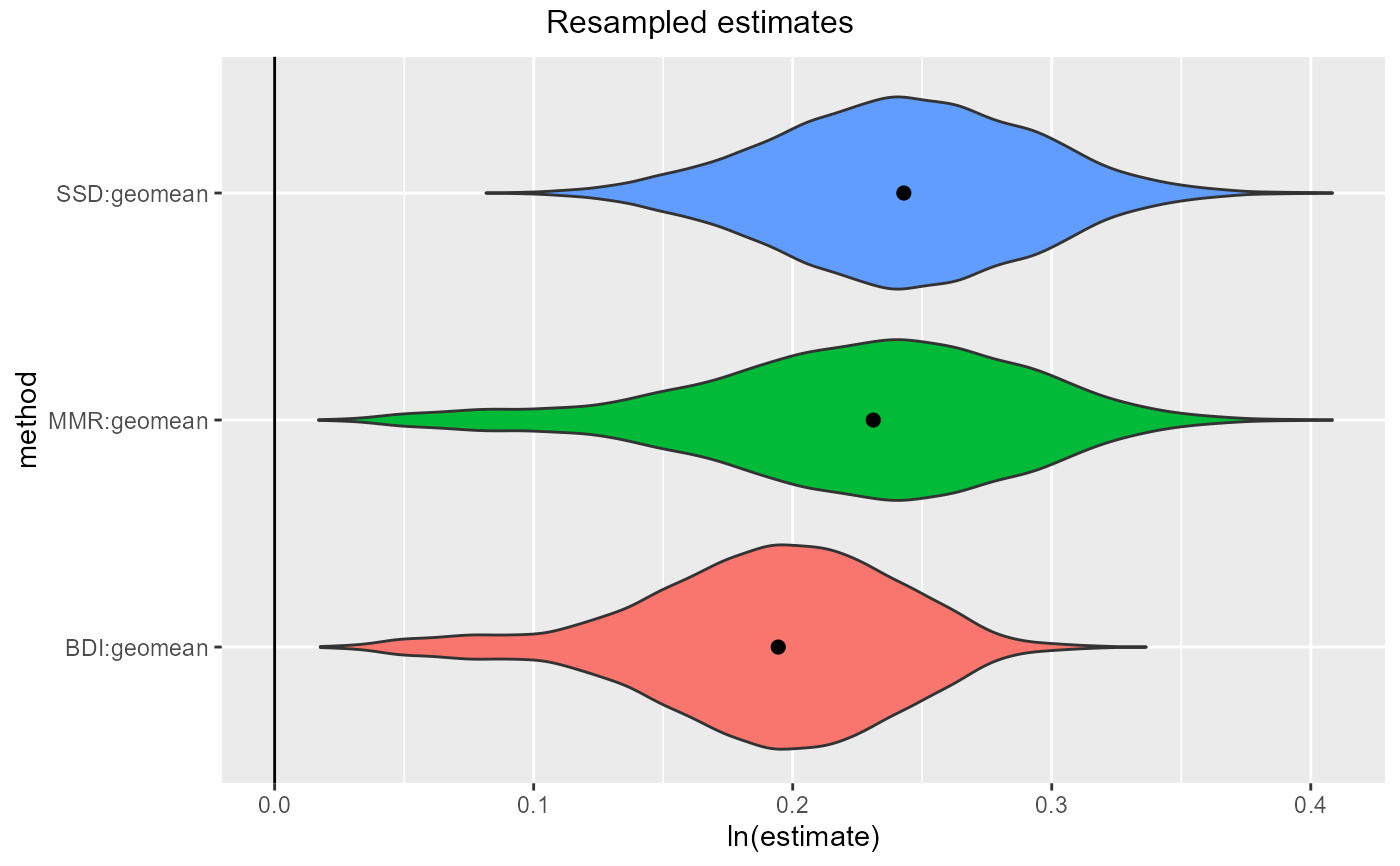 Resampled estimates
SSD:geomean
MMR:geomean
BDI:geomean
method
0.0 0.1 0.2 0.3 0.4
ln(estimate)